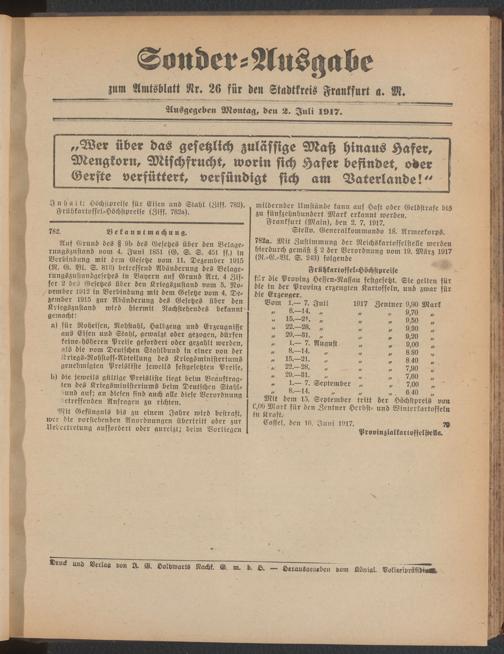 Sonder-Ausgabe
zum Amtsblatt Nr. 26 für den Stadtkreis Frankfurt a. M.
Ausgegeben Montag, den 2. Juli 1917.
„Wer über das gesetzlich zulässige Maß hinaus Hafer,
Mengkorn, Mischfrucht, worin sich Hafer befindet, oder
Gerste verfüttert, versündigt sich am Vaterlande!“
Inhalt: Höchstpreise für Eisen und Stahl (Ziff. 782),
Frühkartoffel-Höchstpreise (Ziff. 782a).
782. Bekanntmachung.
Auf Grund des § 9b des Gesetzes über den Belage-
rungszustand vom 4. Juni 1851 (G. S. S. 451 ff.) in
Verbindung mit dem Gesetze vom 11. Dezember 1915
(R. G. Bl. S. 813) betreffend Abänderung des Belage-
rungszustandgesetzes in Bayern auf Grund Art. 4 Zif-
fer 2 des Gesetzes über den Kriegszustand vom 5. No-
vember 1912 in Verbindung mit dem Gesetz vom 4. De-
zember 1915 zur Abänderung des Gesetzes über den
Kriegszustand wird hiermit Nachstehendes bekannt
gemacht:
a) für Roheisen, Rohstahl, Halbzeug und Erzeugnisse
aus Eisen und Stahl, gewalzt oder gezogen, dürfen
keine höheren Preise gefordert oder gezahlt werden,
als die vom Deutschen Stahlbund in einer von der
Kriegs-Rohstoff-Abteilung des Kriegsministeriums
genehmigten Preisliste jeweils festgesetzten Preise.
b) die jeweils gültige Preisliste liegt beim Beauftrag-
ten des Kriegsministeriums beim Deutschen Stahl-
bund auf; an diesen sind auch alle diese Verordnung
betreffenden Anfragen zu richten.
Mit Gefängnis bis zu einem Jahre wird bestraft,
wer die vorstehenden Anordnungen übertritt oder zur
Uebertretung auffordert oder anreizt; beim Vorliegen
mildernder Umstände kann auf Haft oder Geldstrafe bis
zu fünfzehnhundert Mark erkannt werden.
Frankfurt (Main), den 2. 7. 1917.
Stellv. Generalkommando 18. Armeekorps.
782a. Mit Zustimmung der Reichskartoffelstelle werden
hierdurch gemäß § 2 der Verordnung vom 19. März 1917
(R.-G.-Bl. S. 243) folgende
Frühkartoffel-Höchstpreise
für die Provinz Hessen-Nassau festgesetzt. Sie gelten für
die in der Provinz erzeugten Kartoffeln, und zwar für
die Erzeuger.
Vom 1.— 7. Juli 1917 Zentner 9,90 Mark
„ 8.—14. „ „ „ 9,70 „
„ 15.—21. „ „ „ 9,50 „
„ 22.—28. „ „ „ 9,30 „
„ 29.—31. „ „ „ 9,20 „
„ 1.— 7. August „ „ 9,00 „
„ 8.—14. „ „ „ 8.80 „
„ 15.—21. „ „ „ 8 40 „
„ 22.—28. „ „ „ 7,90 „
„ 29.—31. „ „ „ 7,60 „
„ 1.— 7. September „ „ 7,00 „
„ 8.—14. „ „ „ 6 40 „
Mit dem 15. September tritt der Höchstpreis von
6,00 Mark für den Zentner Herbst- und Winterkartoffeln
in Kraft.
Cassel, den 16. Juni 1917.
Provinzialkartoffelstelle.
Druck und Verlag von J. G. Holtzwarts Nachf. G. m. b. H. — Herausgegeben vom Königl. Polizeipräsidium.